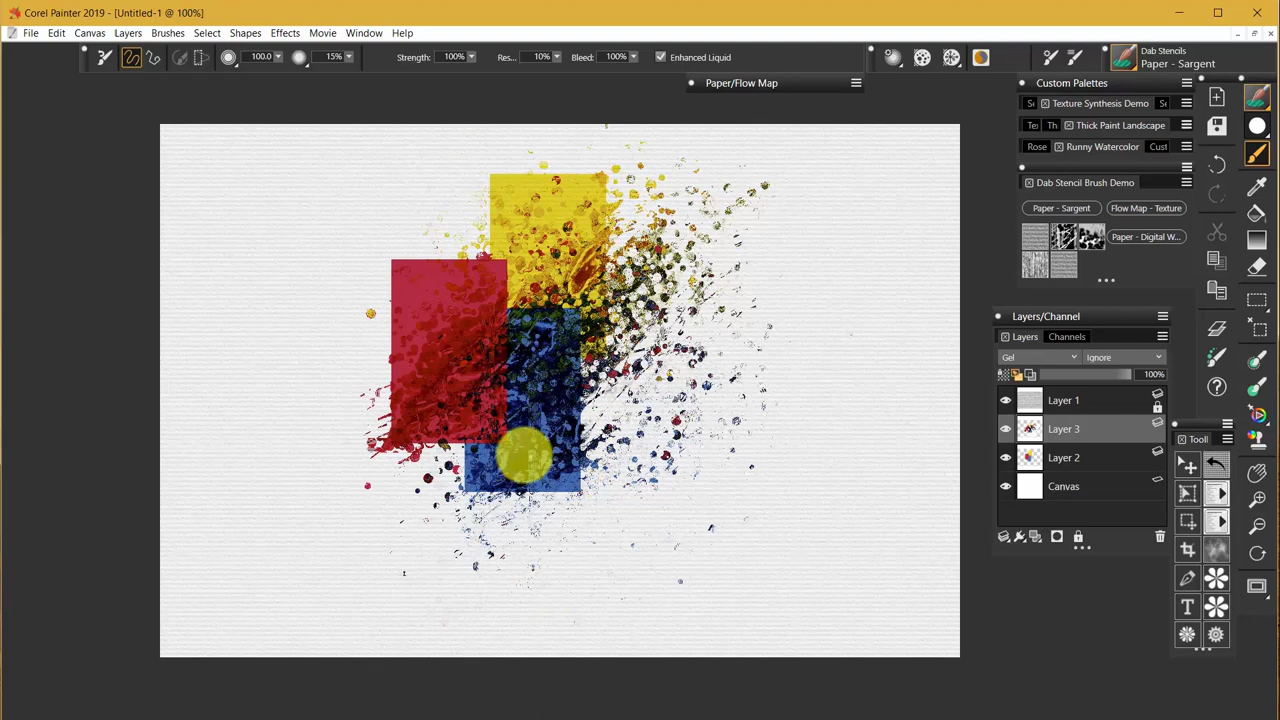 Corel Painter 2019 - [Untitled-1 @ 100%]
File Edit Canvas Layers Brushes Select Shapes Effects Movie Window Help
100.0 15% Strength: 100% Res... 10% Bleed: 100% Enhanced Liquid
Dab Stencils
Paper - Sargent
Paper/Flow Map
Custom Palettes
Texture Synthesis Demo
Thick Paint Landscape
Rose Runny Watercolor Cust
Dab Stencil Brush Demo
Paper - Sargent Flow Map - Texture
Paper - Digital W...
Layers/Channel
Layers Channels
Gel Ignore
100%
Layer 1
Layer 3
Layer 2
Canvas
Tooll
T